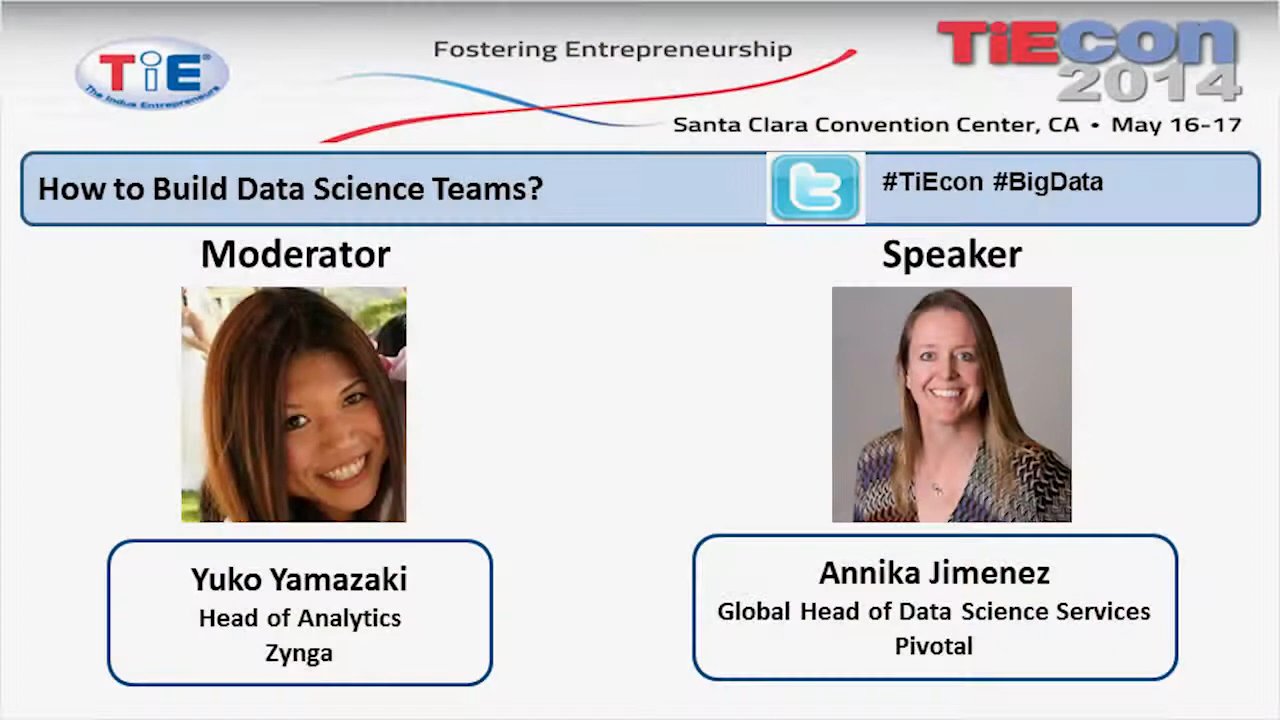 TiE
The Indus Entrepreneurs
Fostering Entrepreneurship
TiEcon
2014
Santa Clara Convention Center, CA • May 16-17
How to Build Data Science Teams?
#TiEcon #BigData
Moderator
Speaker
Yuko Yamazaki
Head of Analytics
Zynga
Annika Jimenez
Global Head of Data Science Services
Pivotal